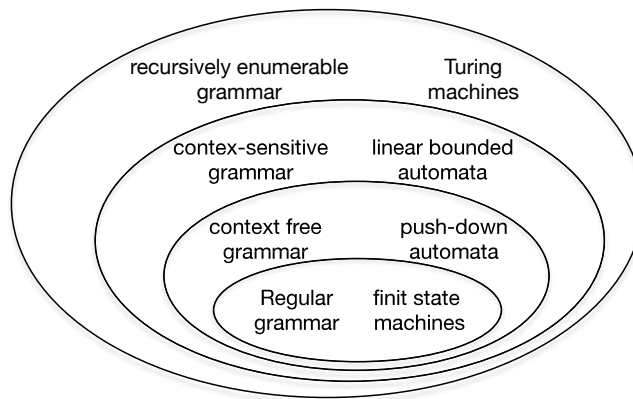 recursively enumerable
grammar
Turing
machines
contex-sensitive
grammar
linear bounded
automata
context free
grammar
push-down
automata
Regular
grammar
finit state
machines